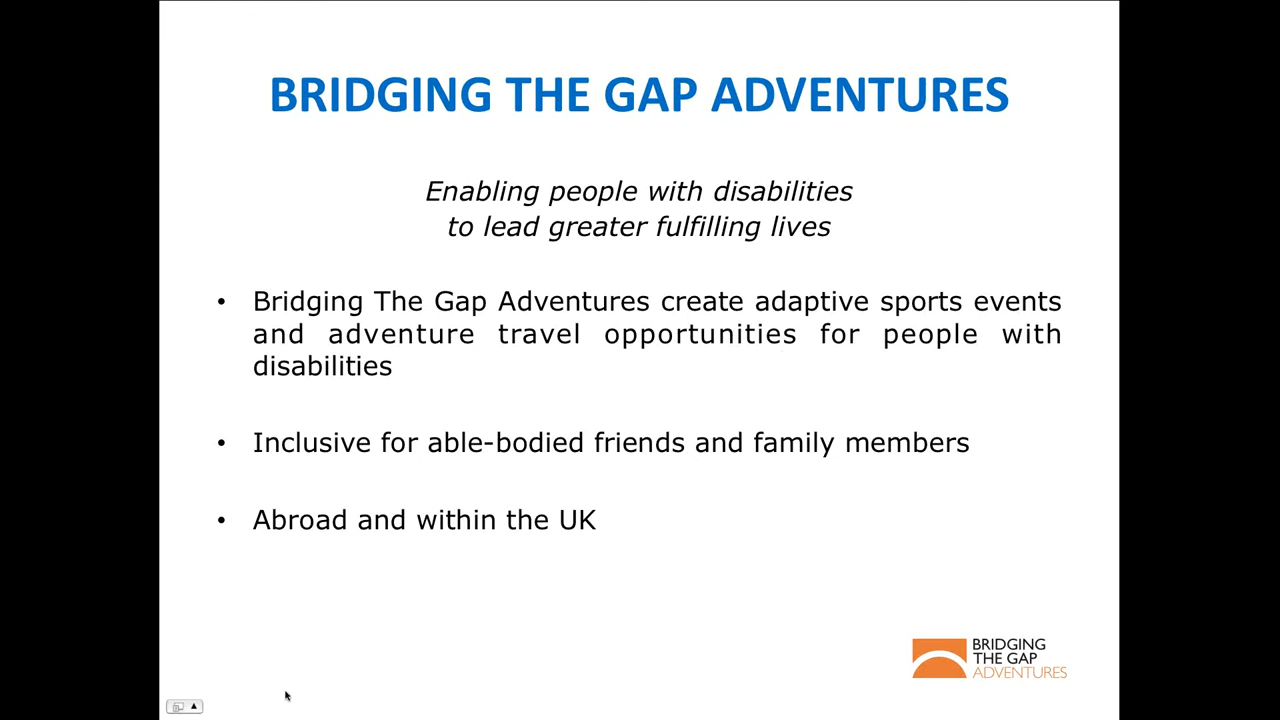 BRIDGING THE GAP ADVENTURES
Enabling people with disabilities
to lead greater fulfilling lives
• Bridging The Gap Adventures create adaptive sports events
and adventure travel opportunities for people with
disabilities
• Inclusive for able-bodied friends and family members
• Abroad and within the UK
BRIDGING
THE GAP
ADVENTURES